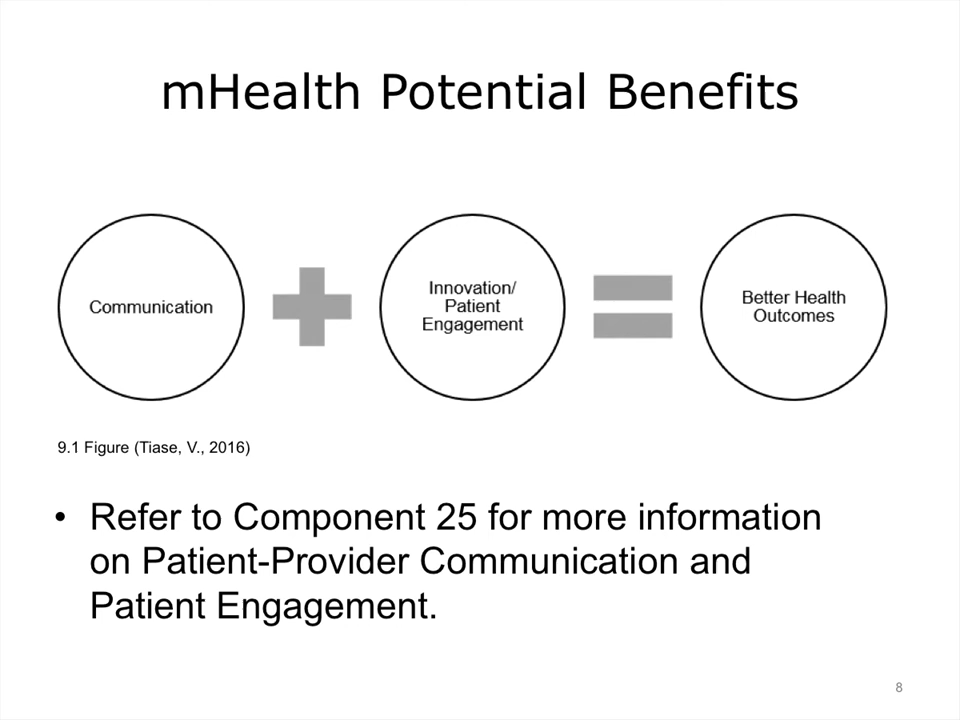 mHealth Potential Benefits
Communication
Innovation/
Patient
Engagement
Better Health
Outcomes
9.1 Figure (Tiase, V., 2016)
• Refer to Component 25 for more information
on Patient-Provider Communication and
Patient Engagement.
8